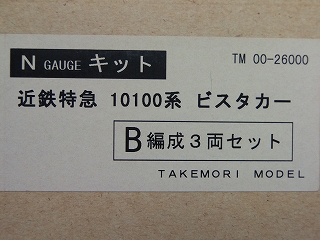 N GAUGE キット
TM 00-26000
近鉄特急 10100系 ビスタカー
B編成3両セット
TAKEMORI MODEL